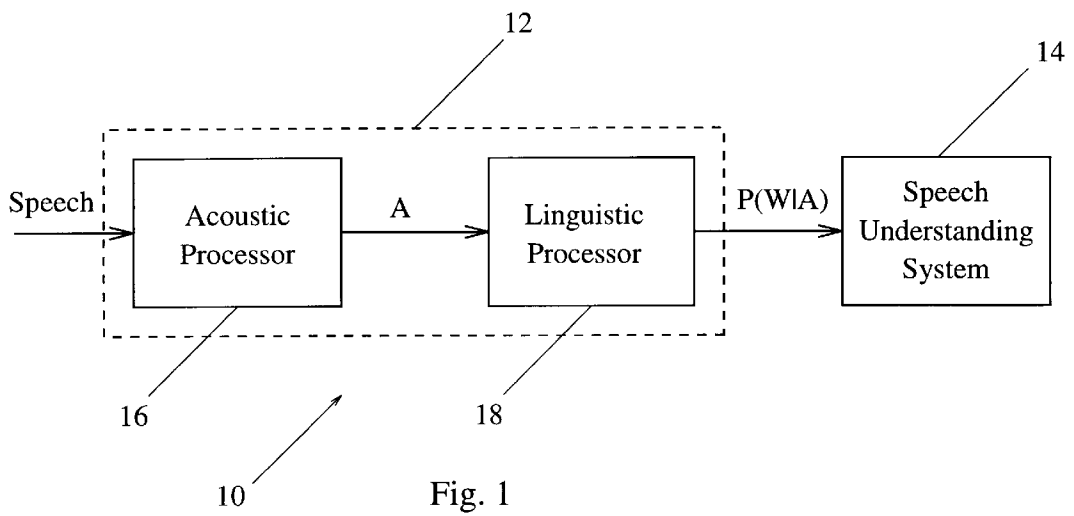 12
14
Speech
Acoustic
Processor
A
Linguistic
Processor
P(W|A)
Speech
Understanding
System
16
18
10
Fig. 1